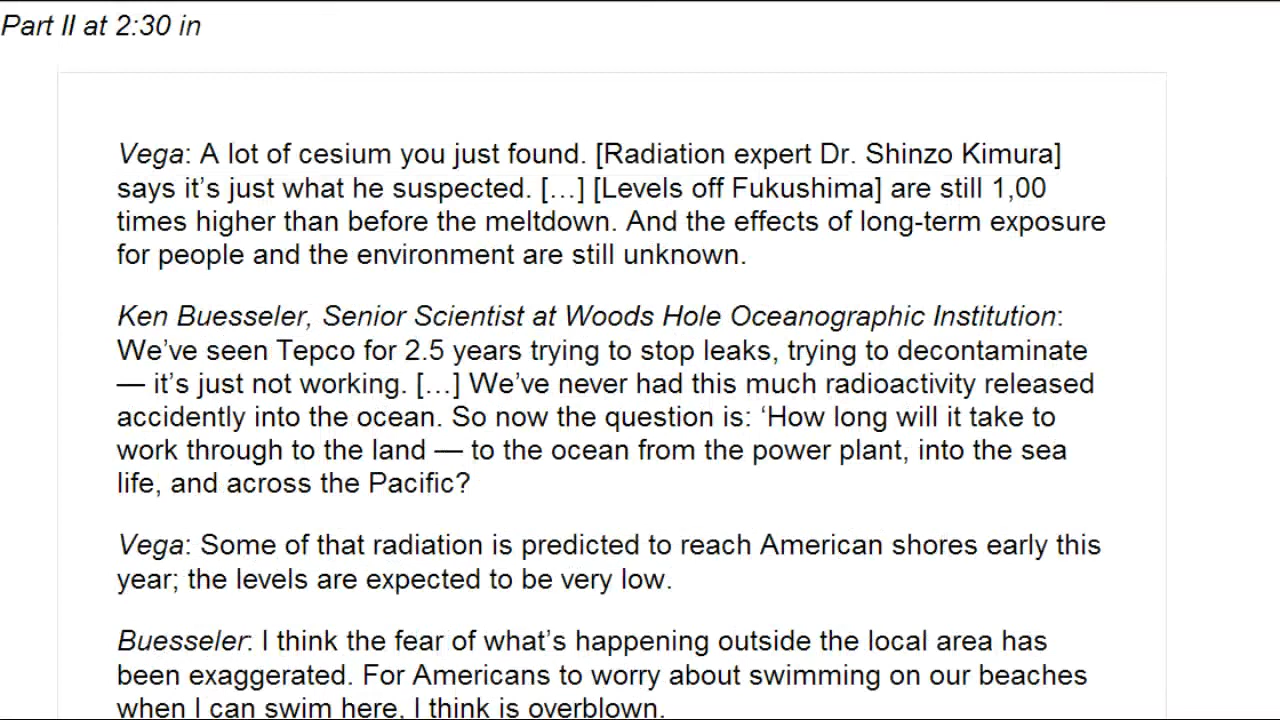 Part II at 2:30 in
Vega: A lot of cesium you just found. [Radiation expert Dr. Shinzo Kimura]
says it’s just what he suspected. […] [Levels off Fukushima] are still 1,00
times higher than before the meltdown. And the effects of long-term exposure
for people and the environment are still unknown.
Ken Buesseler, Senior Scientist at Woods Hole Oceanographic Institution:
We’ve seen Tepco for 2.5 years trying to stop leaks, trying to decontaminate
— it’s just not working. […] We’ve never had this much radioactivity released
accidently into the ocean. So now the question is: ‘How long will it take to
work through to the land — to the ocean from the power plant, into the sea
life, and across the Pacific?
Vega: Some of that radiation is predicted to reach American shores early this
year; the levels are expected to be very low.
Buesseler: I think the fear of what’s happening outside the local area has
been exaggerated. For Americans to worry about swimming on our beaches
when I can swim here, I think is overblown.